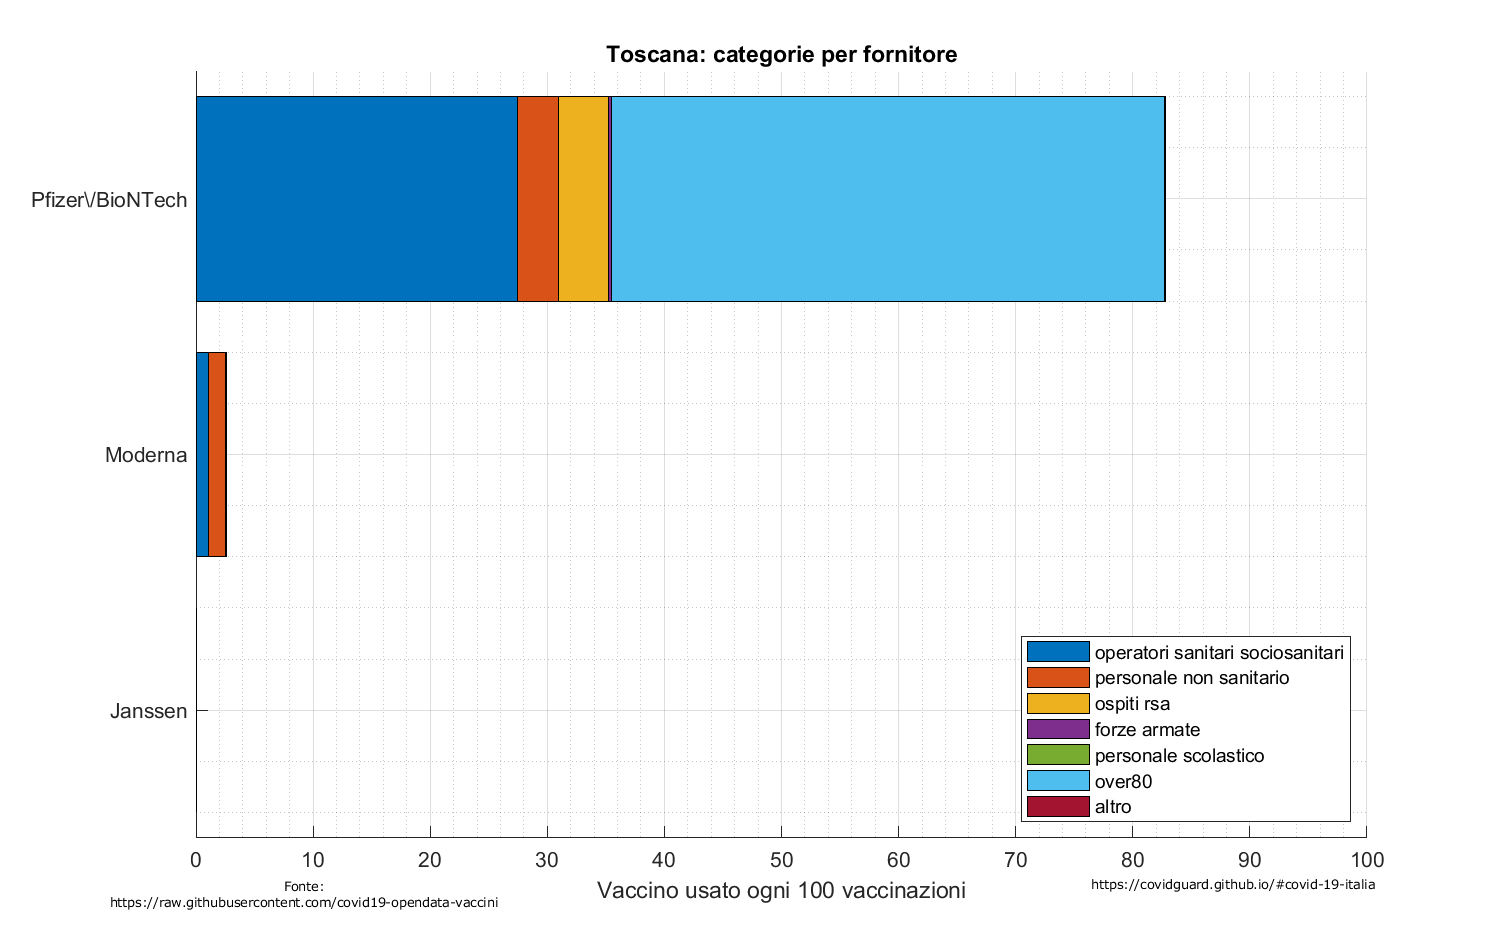 Toscana: categorie per fornitore
Pfizer\/BioNTech
Moderna
Janssen
operatori sanitari sociosanitari
personale non sanitario
ospiti rsa
forze armate
personale scolastico
over80
altro
0 10 20 30 40 50 60 70 80 90 100
Vaccino usato ogni 100 vaccinazioni
Fonte:
https://raw.githubusercontent.com/covid19-opendata-vaccini
https://covidguard.github.io/#covid-19-italia